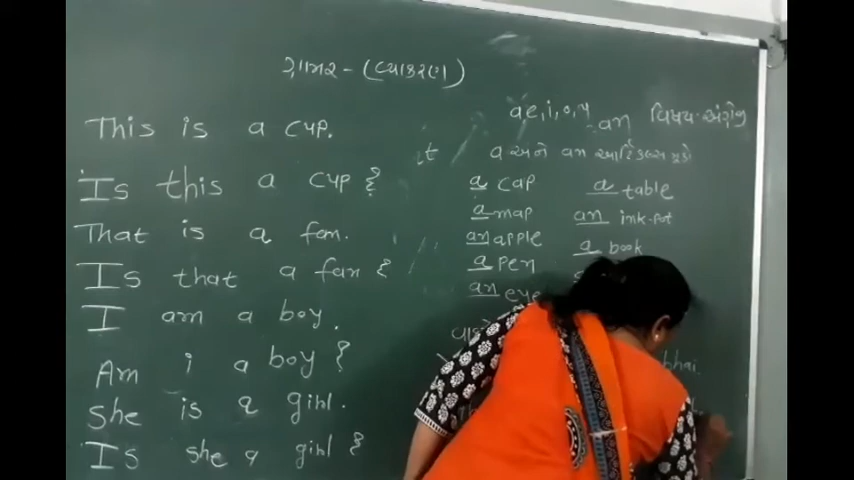 ગ્રામર - (વ્યાકરણ)
This is a cup.
Is this a cup ?
That is a fan.
Is that a fan ?
I am a boy.
Am i a boy ?
She is a girl.
Is she a girl ?
it
a e, i, o, u
an
વિષય - અંગ્રેજી
a અને an આર્ટિકલ્સ મૂકો
a cap
a table
a map
an ink-pot
an apple
a book
a pen
an eye
bhai.